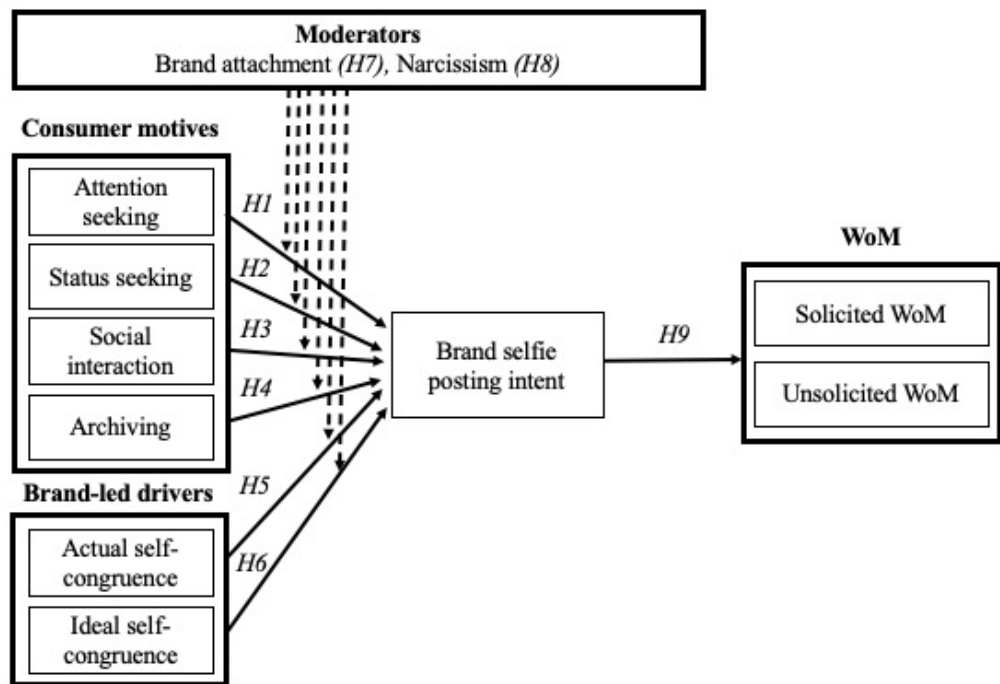 Moderators
Brand attachment (H7), Narcissism (H8)
Consumer motives
Attention
seeking
Status seeking
Social
interaction
Archiving
Brand-led drivers
Actual self-
congruence
Ideal self-
congruence
H1
H2
H3
H4
H5
H6
Brand selfie
posting intent
H9
WoM
Solicited WoM
Unsolicited WoM